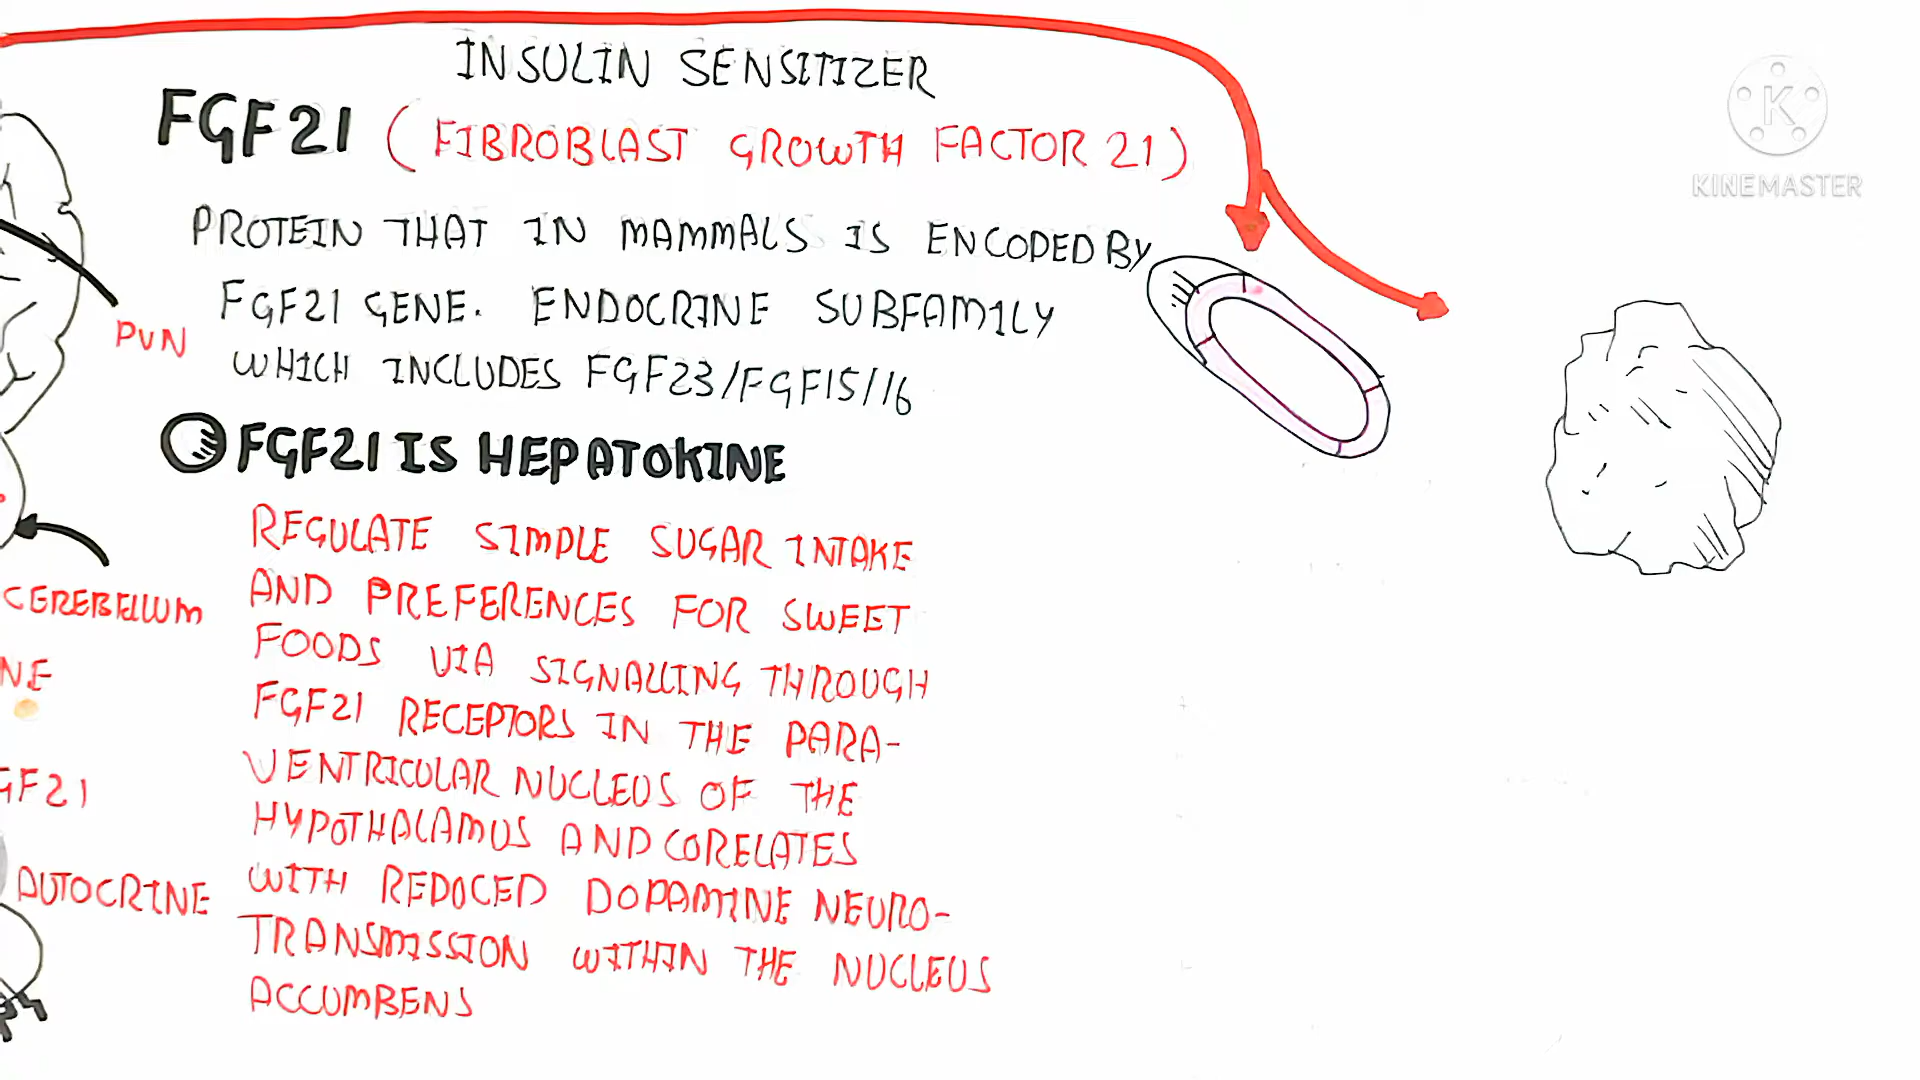 INSULIN SENSITIZER
FGF21 (FIBROBLAST GROWTH FACTOR 21)
PROTEIN THAT IN MAMMALS IS ENCODED BY
FGF21 GENE. ENDOCRINE SUBFAMILY
WHICH INCLUDES FGF23/FGF15/16
FGF21 IS HEPATOKINE
REGULATE SIMPLE SUGAR INTAKE
AND PREFERENCES FOR SWEET
FOODS VIA SIGNALLING THROUGH
FGF21 RECEPTORS IN THE PARA-
VENTRICULAR NUCLEUS OF THE
HYPOTHALAMUS AND CORELATES
WITH REDUCED DOPAMINE NEURO-
TRANSMISSION WITHIN THE NUCLEUS
ACCUMBENS
PVN
CEREBELLUM
NE
GF21
AUTOCRINE
K
KINEMASTER